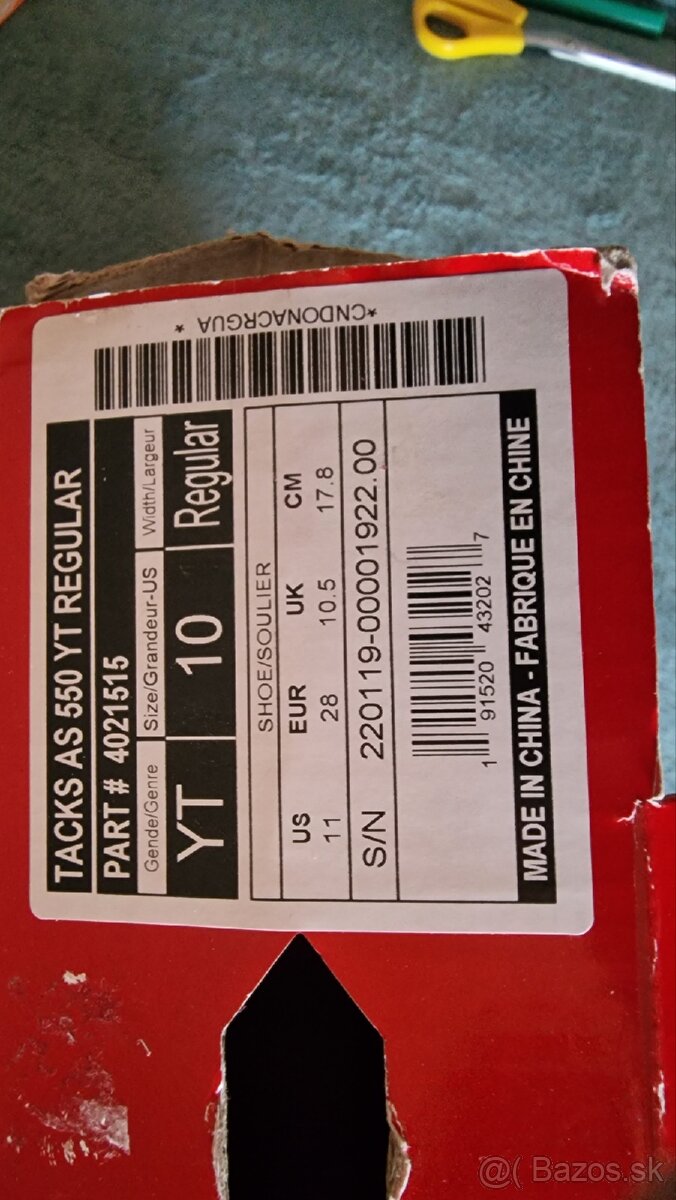 *CNDONACRGUA *
TACKS AS 550 YT REGULAR
PART # 4021515
Gende/Genre Size/Grandeur-US Width/Largeur
YT 10 Regular
SHOE/SOULIER
US EUR UK CM
11 28 10.5 17.8
S/N 220119-00001922.00
1 91520 43202 7
MADE IN CHINA - FABRIQUE EN CHINE
@( Bazos.sk